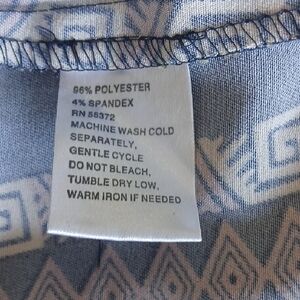 96% POLYESTER
4% SPANDEX
RN 55372
MACHINE WASH COLD
SEPARATELY,
GENTLE CYCLE
DO NOT BLEACH,
TUMBLE DRY LOW,
WARM IRON IF NEEDED